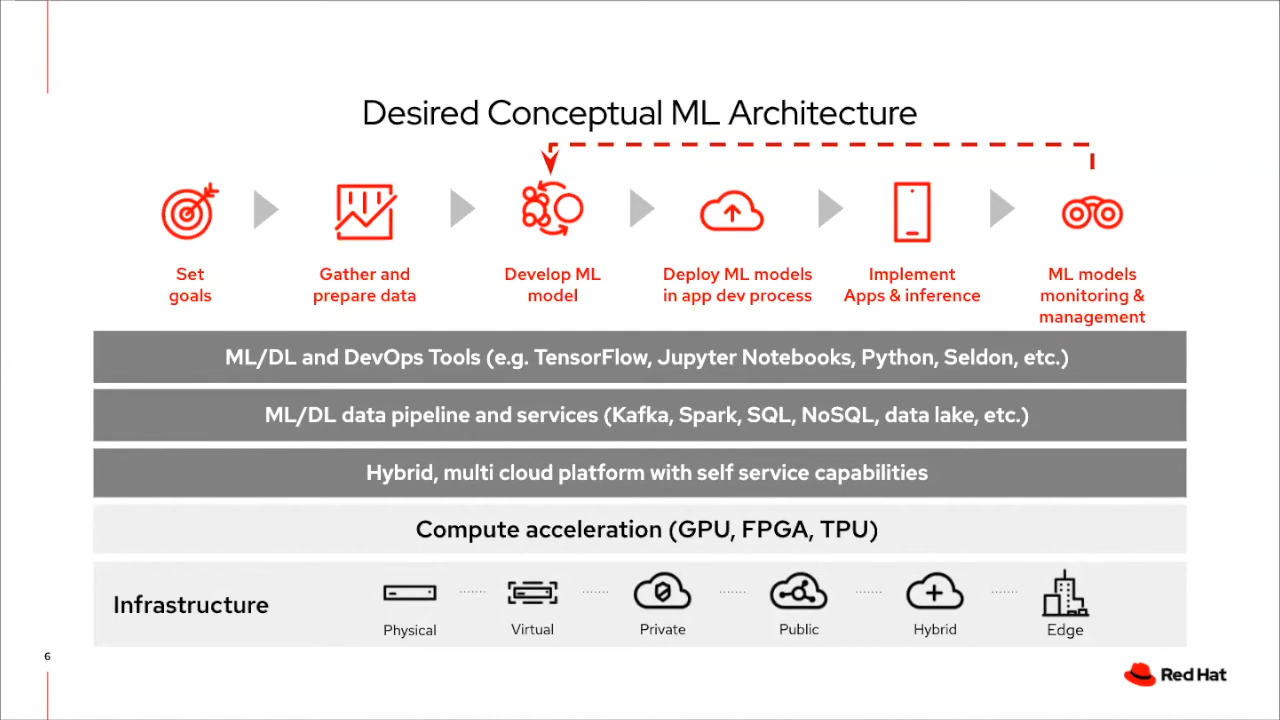 Desired Conceptual ML Architecture
Set
goals
Gather and
prepare data
Develop ML
model
Deploy ML models
in app dev process
Implement
Apps & inference
ML models
monitoring &
management
ML/DL and DevOps Tools (e.g. TensorFlow, Jupyter Notebooks, Python, Seldon, etc.)
ML/DL data pipeline and services (Kafka, Spark, SQL, NoSQL, data lake, etc.)
Hybrid, multi cloud platform with self service capabilities
Compute acceleration (GPU, FPGA, TPU)
Infrastructure
Physical
Virtual
Private
Public
Hybrid
Edge
6
Red Hat